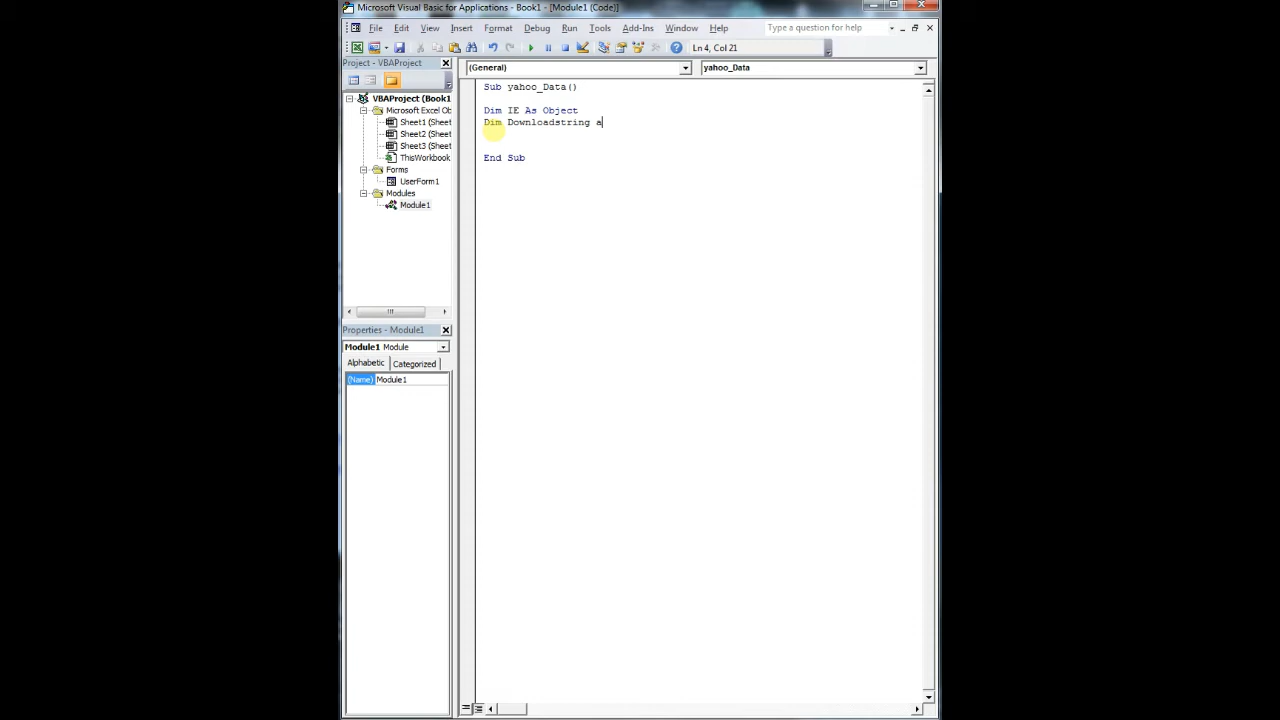 Microsoft Visual Basic for Applications - Book1 - [Module1 (Code)]
File Edit View Insert Format Debug Run Tools Add-Ins Window Help
Type a question for help
Ln 4, Col 21
Project - VBAProject
(General)
yahoo_Data
VBAProject (Book1
Microsoft Excel Ob
Sheet1 (Sheet
Sheet2 (Sheet
Sheet3 (Sheet
ThisWorkbook
Forms
UserForm1
Modules
Module1
Sub yahoo_Data()
Dim IE As Object
Dim Downloadstring a
End Sub
Properties - Module1
Module1 Module
Alphabetic Categorized
(Name) Module1